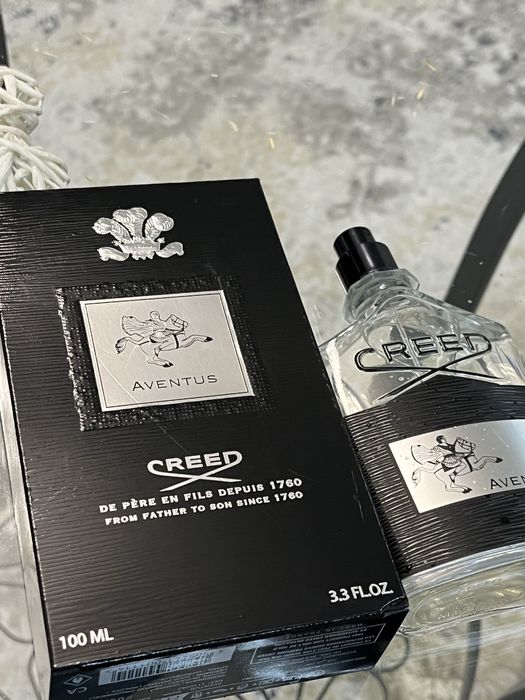 AVENTUS
CREED
DE PÈRE EN FILS DEPUIS 1760
FROM FATHER TO SON SINCE 1760
100 ML
3.3 FL.OZ.
CREED
AVEN